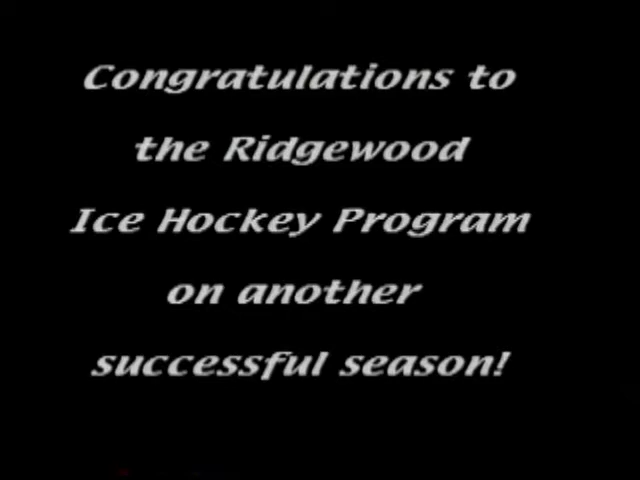 Congratulations to
the Ridgewood
Ice Hockey Program
on another
successful season!